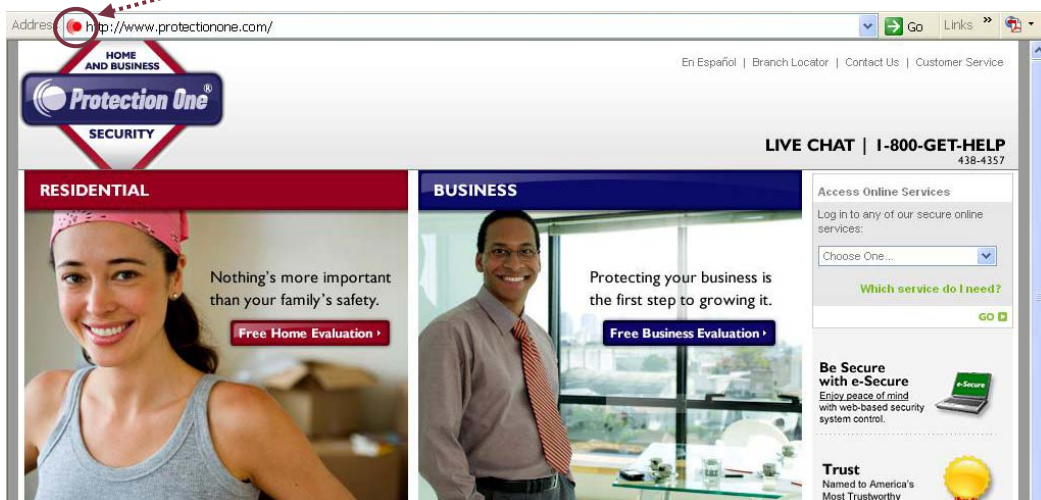 Address http://www.protectionone.com/ Go Links »
HOME
AND BUSINESS
Protection One®
SECURITY
En Español | Branch Locator | Contact Us | Customer Service
LIVE CHAT | 1-800-GET-HELP
438-4357
RESIDENTIAL
Nothing's more important
than your family's safety.
Free Home Evaluation ›
BUSINESS
Protecting your business is
the first step to growing it.
Free Business Evaluation ›
Access Online Services
Log in to any of our secure online
services:
Choose One...
Which service do I need?
GO
Be Secure
with e-Secure
Enjoy peace of mind
with web-based security
system control.
e-Secure
Trust
Named to America's
Most Trustworthy